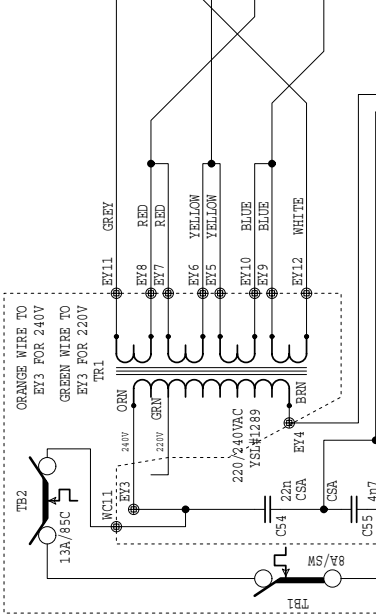 GREY
RED
RED
YELLOW
YELLOW
BLUE
BLUE
WHITE
EY11
EY8
EY7
EY6
EY5
EY10
EY9
EY12
ORANGE WIRE TO
EY3 FOR 240V
GREEN WIRE TO
EY3 FOR 220V
TR1
ORN
GRN
BRN
240V
220V
220/240VAC
YSL#1289
EY4
TB2
13A/85C
WC11
EY3
C54
22n
CSA
CSA
C55
4n7
TB1
8A/SW